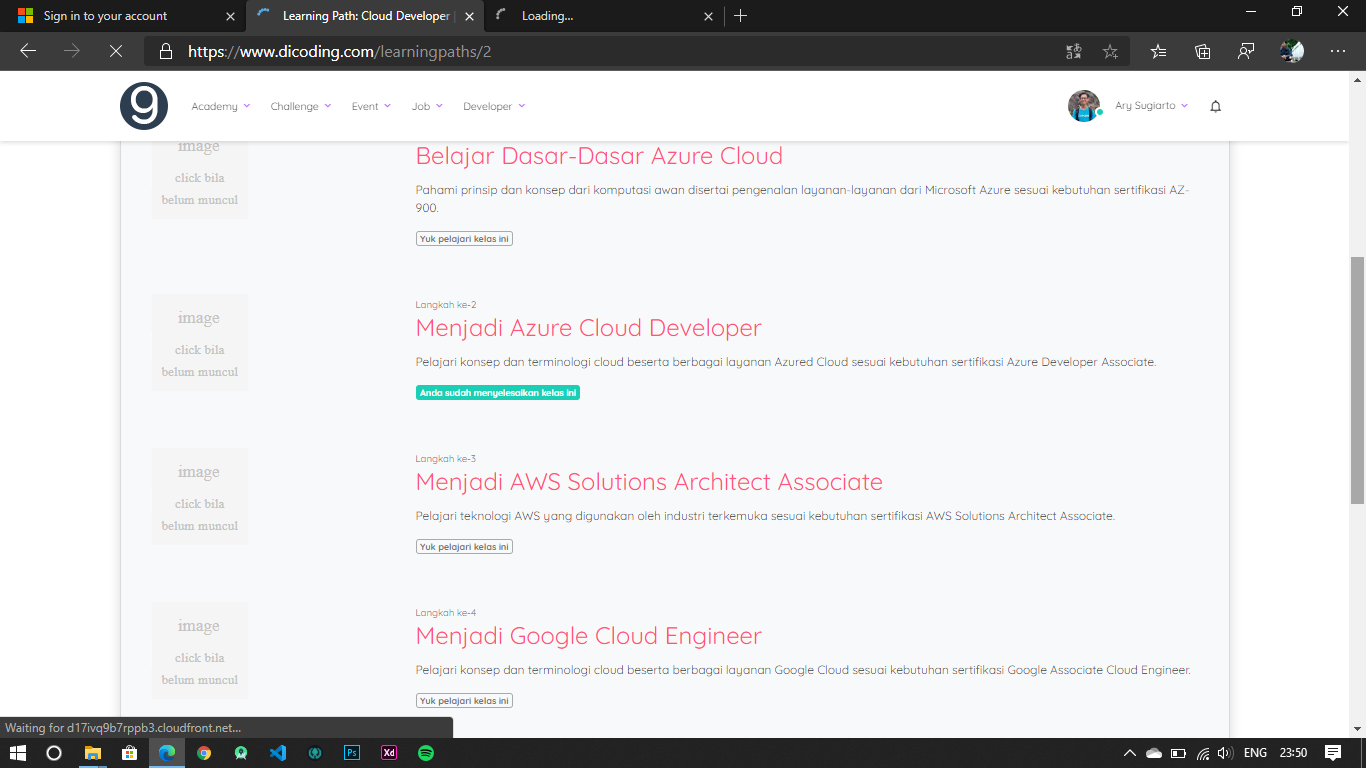 Sign in to your account
Learning Path: Cloud Developer |
Loading...
https://www.dicoding.com/learningpaths/2
Academy
Challenge
Event
Job
Developer
Ary Sugiarto
image
click bila
belum muncul
Belajar Dasar-Dasar Azure Cloud
Pahami prinsip dan konsep dari komputasi awan disertai pengenalan layanan-layanan dari Microsoft Azure sesuai kebutuhan sertifikasi AZ-
900.
Yuk pelajari kelas ini
image
click bila
belum muncul
Langkah ke-2
Menjadi Azure Cloud Developer
Pelajari konsep dan terminologi cloud beserta berbagai layanan Azured Cloud sesuai kebutuhan sertifikasi Azure Developer Associate.
Anda sudah menyelesaikan kelas ini
image
click bila
belum muncul
Langkah ke-3
Menjadi AWS Solutions Architect Associate
Pelajari teknologi AWS yang digunakan oleh industri terkemuka sesuai kebutuhan sertifikasi AWS Solutions Architect Associate.
Yuk pelajari kelas ini
image
click bila
belum muncul
Langkah ke-4
Menjadi Google Cloud Engineer
Pelajari konsep dan terminologi cloud beserta berbagai layanan Google Cloud sesuai kebutuhan sertifikasi Google Associate Cloud Engineer.
Yuk pelajari kelas ini
Waiting for d17ivq9b7rppb3.cloudfront.net...
Ps
Xd
ENG
23:50